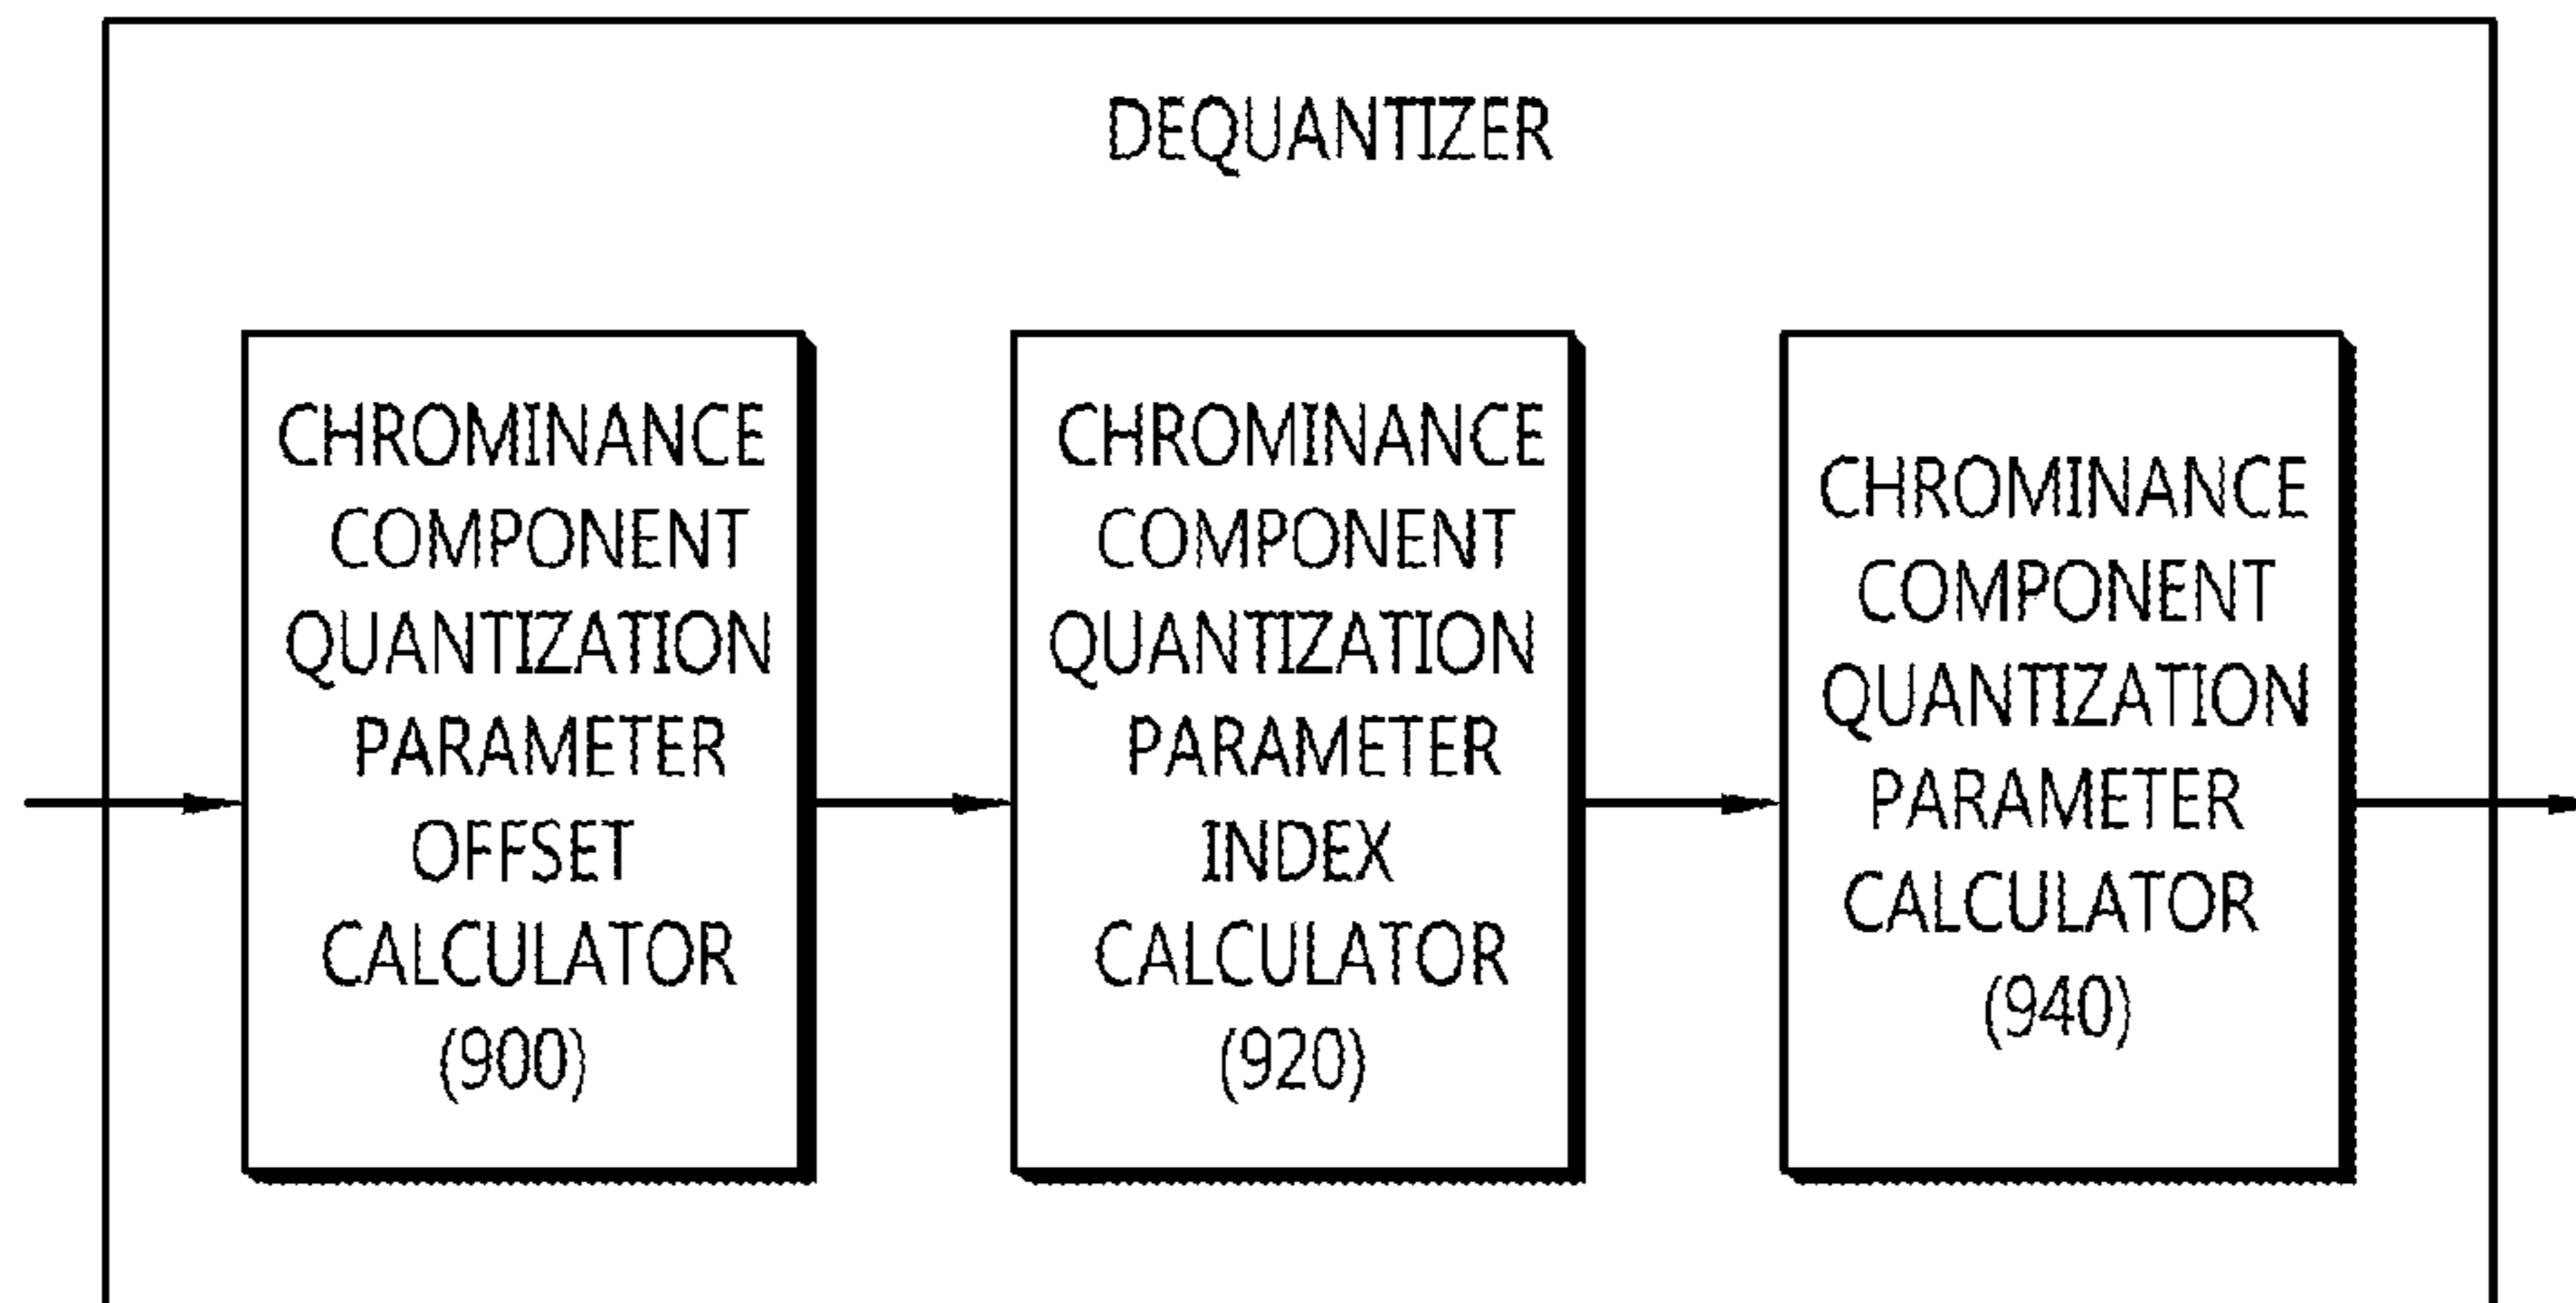 DEQUANTIZER
CHROMINANCE
COMPONENT
QUANTIZATION
PARAMETER
OFFSET
CALCULATOR
(900)
CHROMINANCE
COMPONENT
QUANTIZATION
PARAMETER
INDEX
CALCULATOR
(920)
CHROMINANCE
COMPONENT
QUANTIZATION
PARAMETER
CALCULATOR
(940)